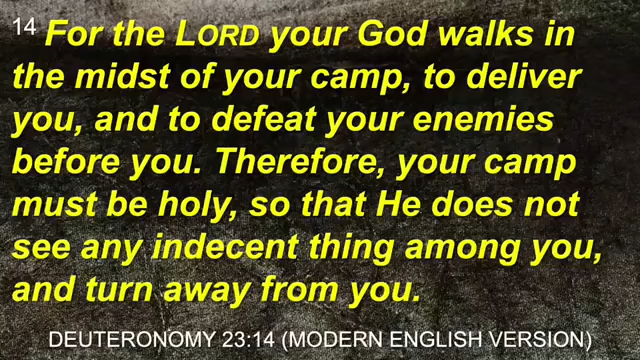 14 For the LORD your God walks in
the midst of your camp, to deliver
you, and to defeat your enemies
before you. Therefore, your camp
must be holy, so that He does not
see any indecent thing among you,
and turn away from you.
DEUTERONOMY 23:14 (MODERN ENGLISH VERSION)